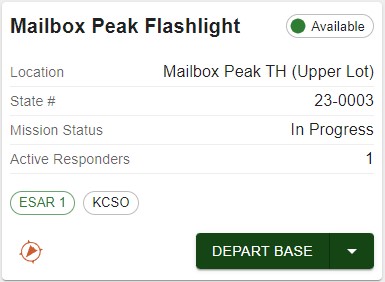 Mailbox Peak Flashlight
Available
Location Mailbox Peak TH (Upper Lot)
State # 23-0003
Mission Status In Progress
Active Responders 1
ESAR 1 KCSO
DEPART BASE